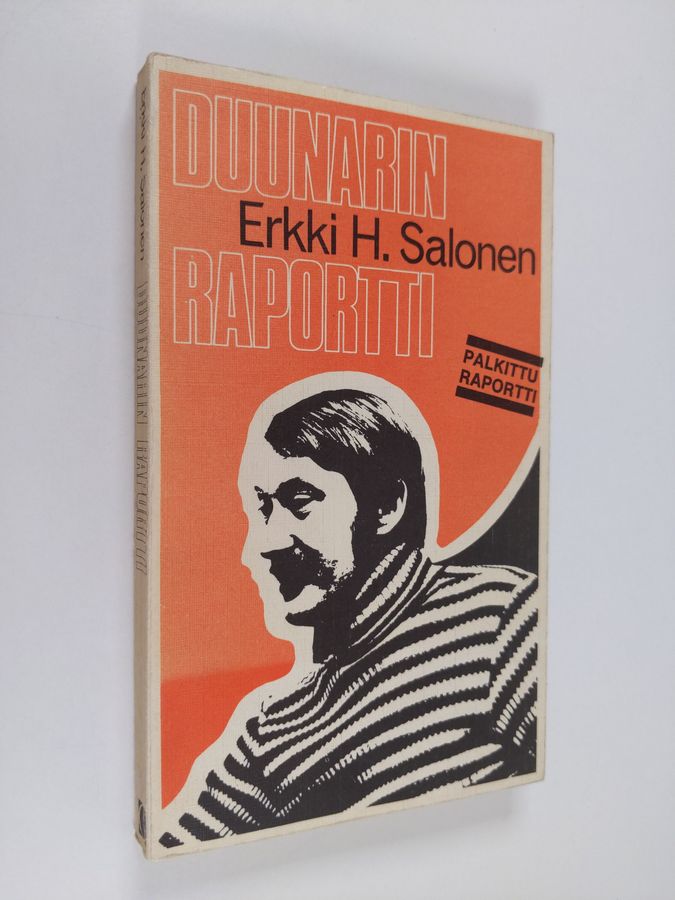 DUUNARIN
Erkki H. Salonen
RAPORTTI
PALKITTU
RAPORTTI
Erkki H. Salonen DUUNARIN RAPORTTI